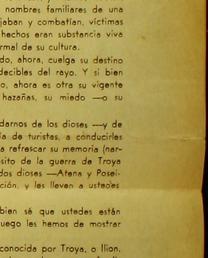 nombres familiares de una
jaban y combatían, víctimas
hechos eran substancia viva
rmal de su cultura.
do, ahora, cuelga su destino
decibles del rayo. Y si bien
, ahora es otra su vigente
hazañas, su miedo —o su
darnos de los dioses —y de
ía de turistas, a conducirles
a refrescar su memoria (nar-
ósito de la guerra de Troya
dos dioses —Atena y Posei-
ción, y les lleven a ustedes
bien sé que ustedes están
uego les hemos de mostrar
conocida por Troya, o Ilion.